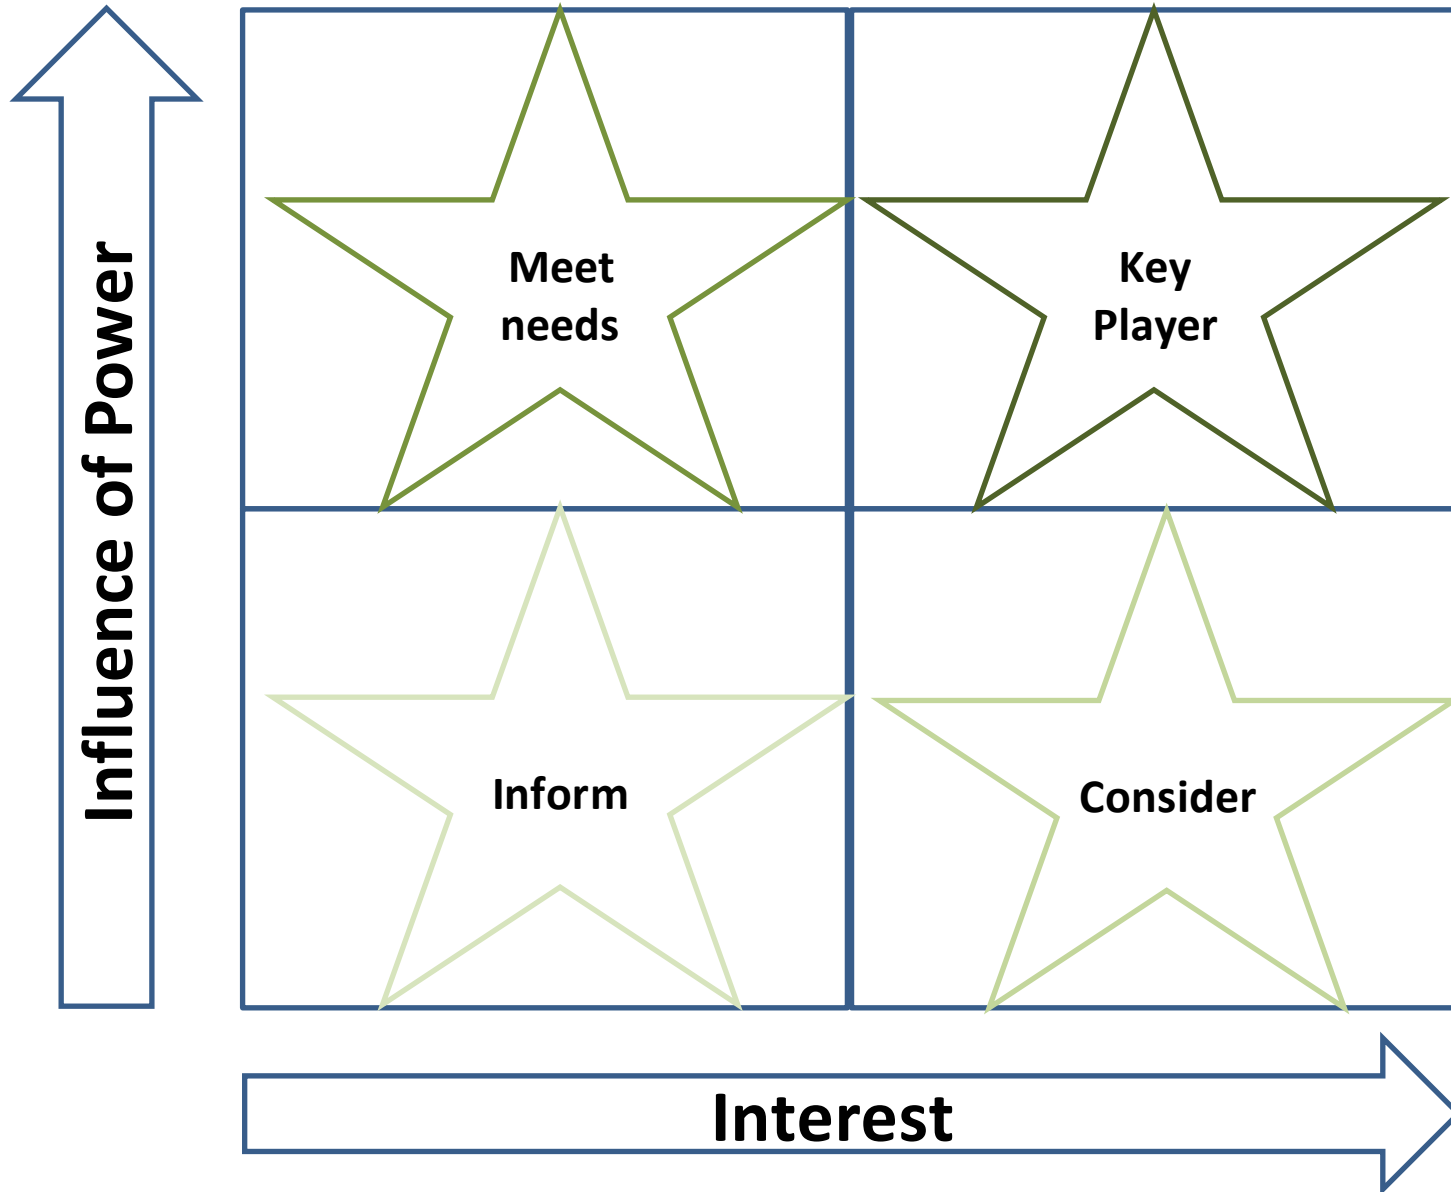 Influence of Power
Meet
needs
Key
Player
Inform
Consider
Interest